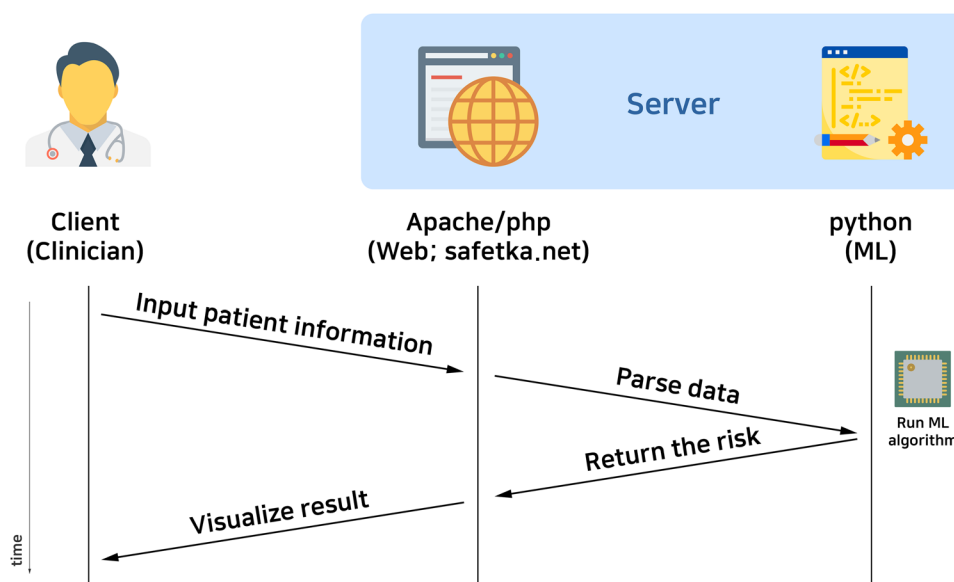 Server
</>
</..>
Client
(Clinician)
Apache/php
(Web; safetka.net)
python
(ML)
Input patient information
Parse data
Run ML
algorithm
Return the risk
Visualize result
time